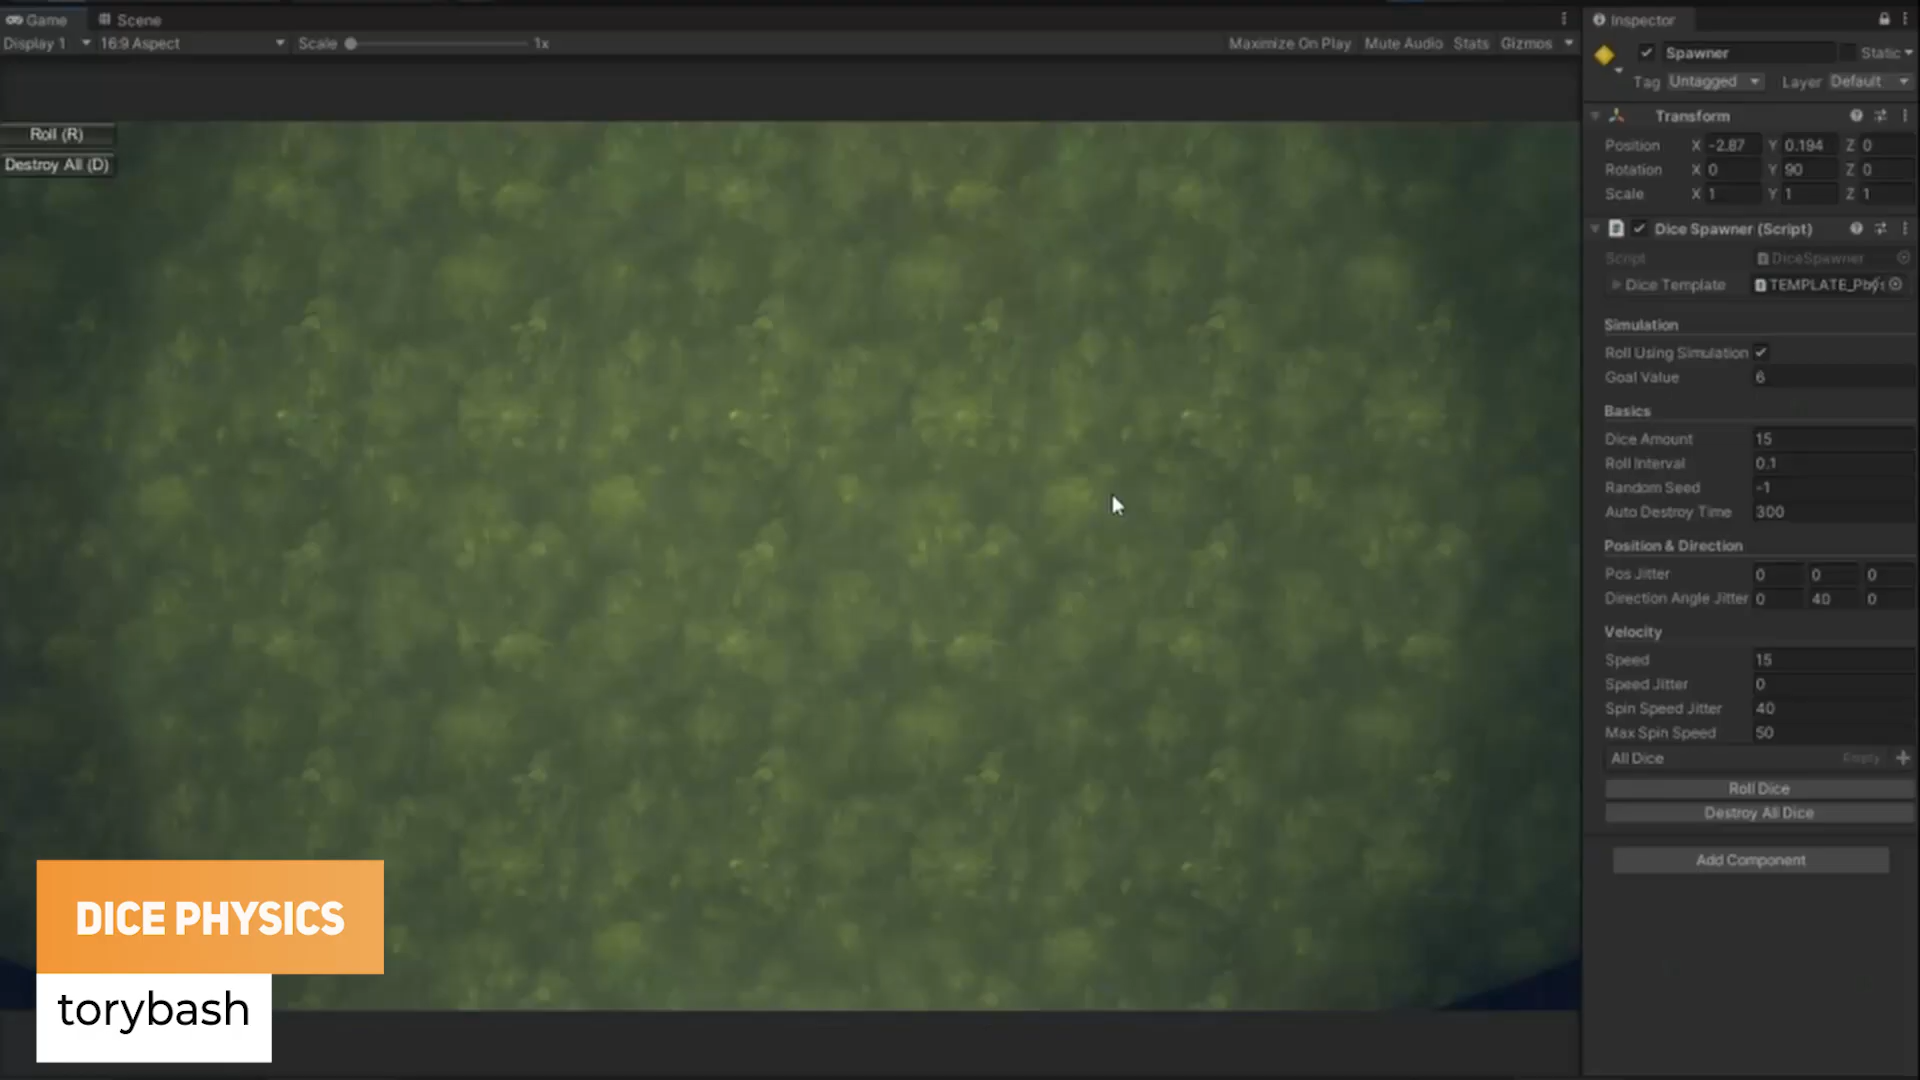 Game
Scene
Display 1
16:9 Aspect
Scale
1x
Maximize On Play
Mute Audio
Stats
Gizmos
Roll (R)
Destroy All (D)
Inspector
Spawner
Static
Tag Untagged
Layer Default
Transform
Position X -2.87 Y 0.194 Z 0
Rotation X 0 Y 90 Z 0
Scale X 1 Y 1 Z 1
Dice Spawner (Script)
Script DiceSpawner
Dice Template
Simulation
Roll Using Simulation
Goal Value 6
Basics
Dice Amount 15
Roll Interval 0.1
Random Seed -1
Auto Destroy Time 300
Position & Direction
Pos Jitter 0 0 0
Direction Angle Jitter 0 40 0
Velocity
Speed 15
Speed Jitter 0
Spin Speed Jitter 40
Max Spin Speed 50
All Dice Empty
Roll Dice
Destroy All Dice
Add Component
DICE PHYSICS
torybash